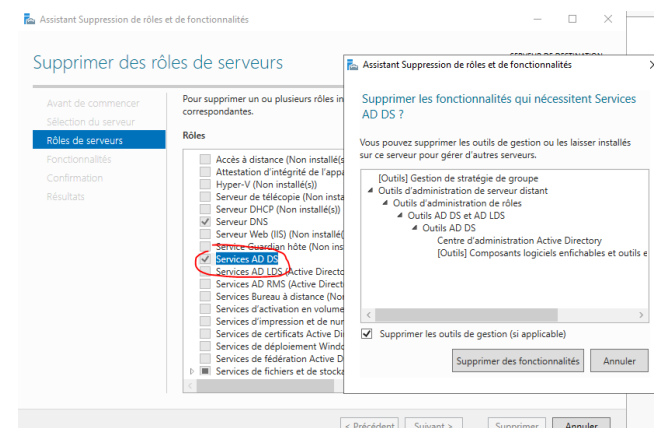 Assistant Suppression de rôles et de fonctionnalités
Supprimer des rôles de serveurs
SERVEUR DE DESTINATION
Avant de commencer
Sélection du serveur
Rôles de serveurs
Fonctionnalités
Confirmation
Résultats
Pour supprimer un ou plusieurs rôles in
correspondantes.
Rôles
Accès à distance (Non installé(s
Attestation d'intégrité de l'appa
Hyper-V (Non installé(s))
Serveur de télécopie (Non insta
Serveur DHCP (Non installé(s))
Serveur DNS
Serveur Web (IIS) (Non installé(
Service Guardian hôte (Non ins
Services AD DS
Services AD LDS (Active Directo
Services AD RMS (Active Direct
Services Bureau à distance (No
Services d'activation en volume
Services d'impression et de nur
Services de certificats Active Di
Services de déploiement Windo
Services de fédération Active D
Services de fichiers et de stocka
< Précédent
Suivant >
Supprimer
Annuler
Assistant Suppression de rôles et de fonctionnalités
Supprimer les fonctionnalités qui nécessitent Services
AD DS ?
Vous pouvez supprimer les outils de gestion ou les laisser installés
sur ce serveur pour gérer d'autres serveurs.
[Outils] Gestion de stratégie de groupe
Outils d'administration de serveur distant
Outils d'administration de rôles
Outils AD DS et AD LDS
Outils AD DS
Centre d'administration Active Directory
[Outils] Composants logiciels enfichables et outils e
Supprimer les outils de gestion (si applicable)
Supprimer des fonctionnalités
Annuler